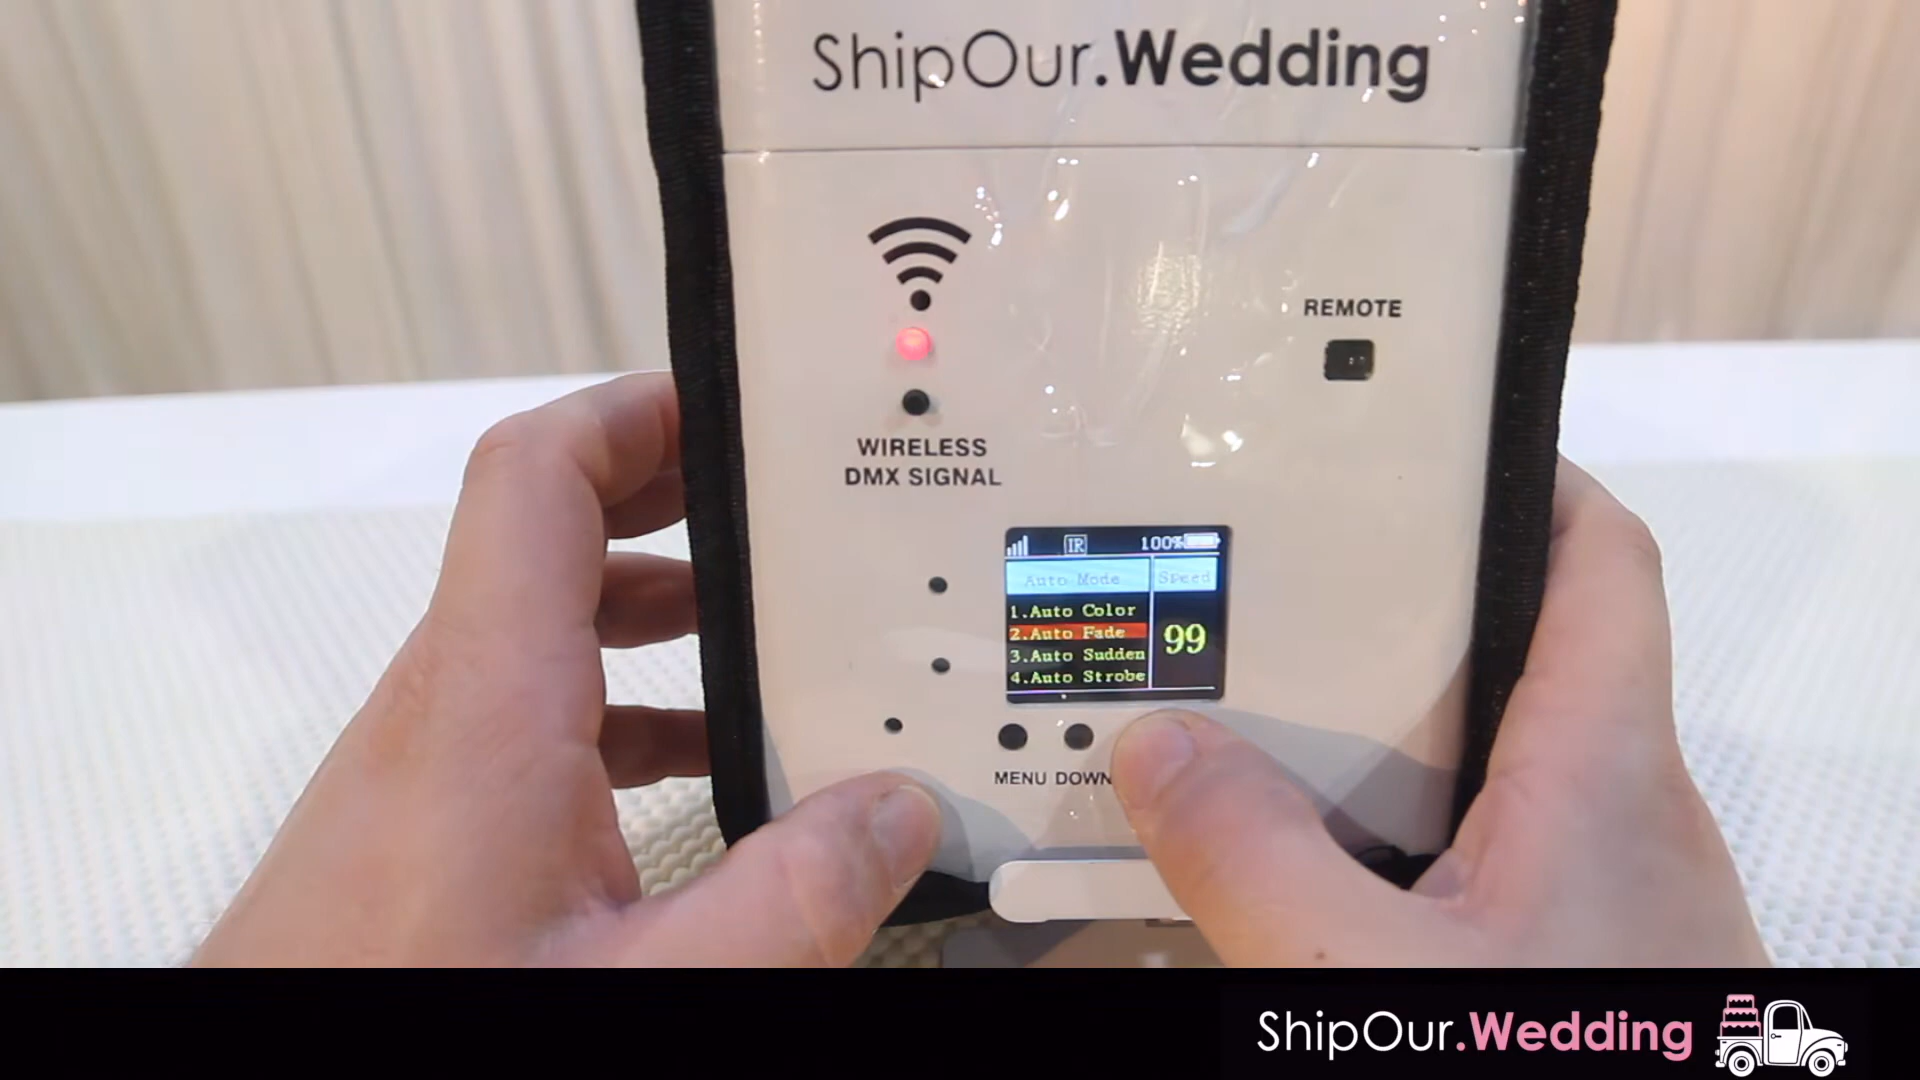 ShipOur.Wedding
REMOTE
WIRELESS
DMX SIGNAL
IR 100%
Auto Mode Speed
1.Auto Color
2.Auto Fade
3.Auto Sudden
4.Auto Strobe
99
MENU DOWN
ShipOur.Wedding